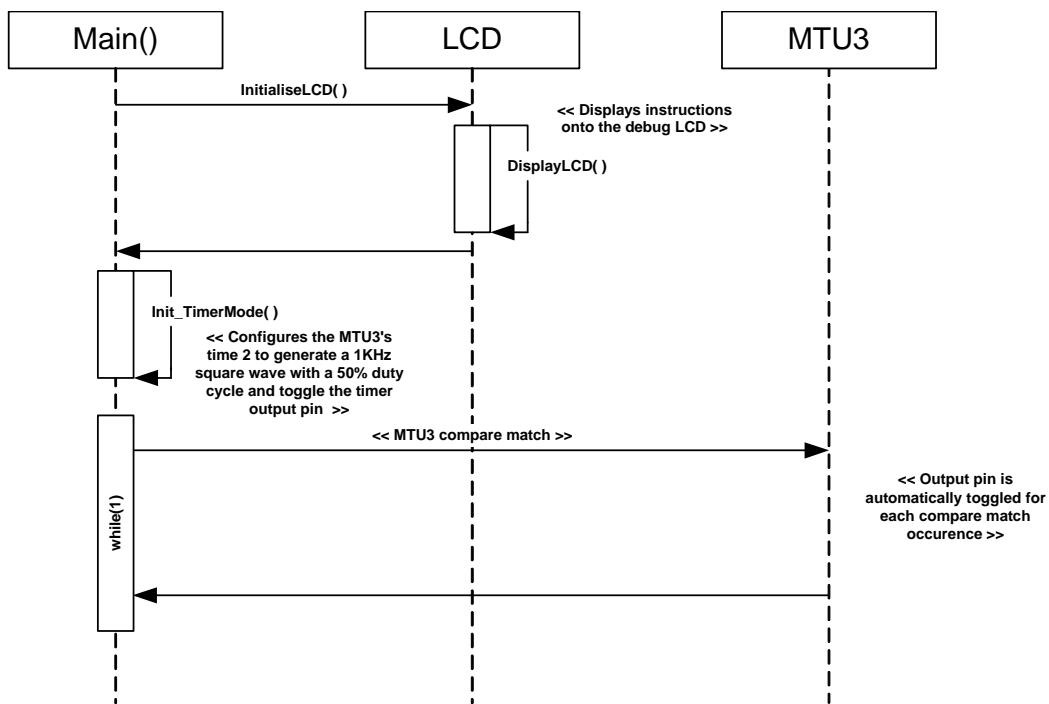 Main()
LCD
MTU3
InitialiseLCD( )
<< Displays instructions
onto the debug LCD >>
DisplayLCD( )
Init_TimerMode( )
<< Configures the MTU3's
time 2 to generate a 1KHz
square wave with a 50% duty
cycle and toggle the timer
output pin >>
<< MTU3 compare match >>
while(1)
<< Output pin is
automatically toggled for
each compare match
occurence >>